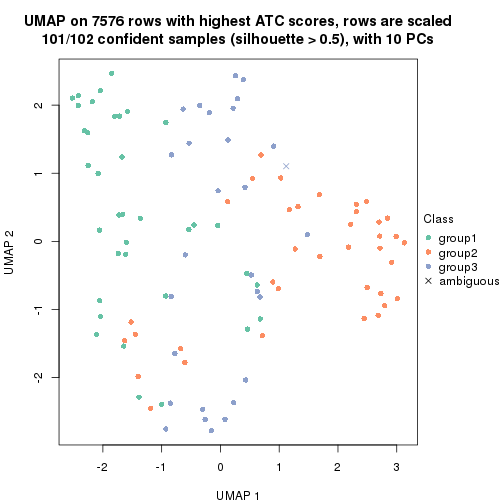 UMAP on 7576 rows with highest ATC scores, rows are scaled
101/102 confident samples (silhouette > 0.5), with 10 PCs
2
1
0
-1
-2
UMAP 2
-2
-1
0
1
2
3
UMAP 1
Class
group1
group2
group3
ambiguous